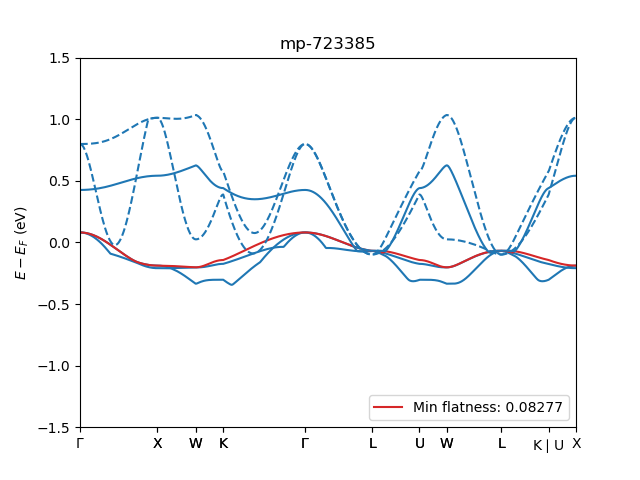 mp-723385
E − E_F (eV)
1.5
1.0
0.5
0.0
−0.5
−1.0
−1.5
Min flatness: 0.08277
Γ X W K Γ L U W L K | U X